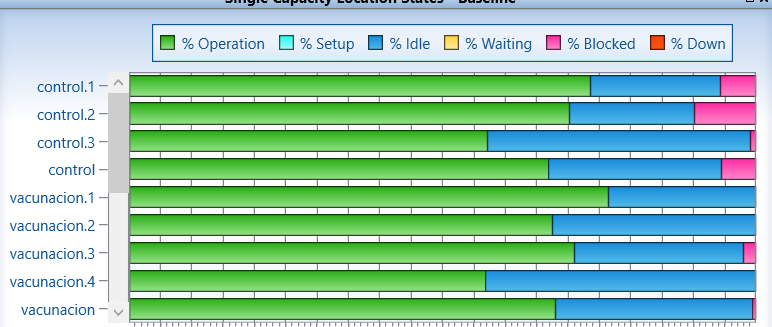 Single Capacity Location States - Baseline
% Operation % Setup % Idle % Waiting % Blocked % Down
control.1
control.2
control.3
control
vacunacion.1
vacunacion.2
vacunacion.3
vacunacion.4
vacunacion